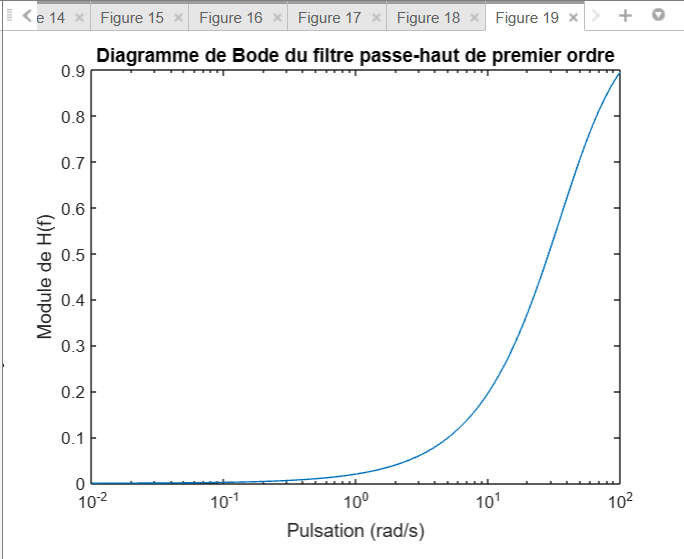 e 14 × Figure 15 × Figure 16 × Figure 17 × Figure 18 × Figure 19 × +
Diagramme de Bode du filtre passe-haut de premier ordre
0.9
0.8
0.7
0.6
0.5
0.4
0.3
0.2
0.1
0
Module de H(f)
10⁻² 10⁻¹ 10⁰ 10¹ 10²
Pulsation (rad/s)